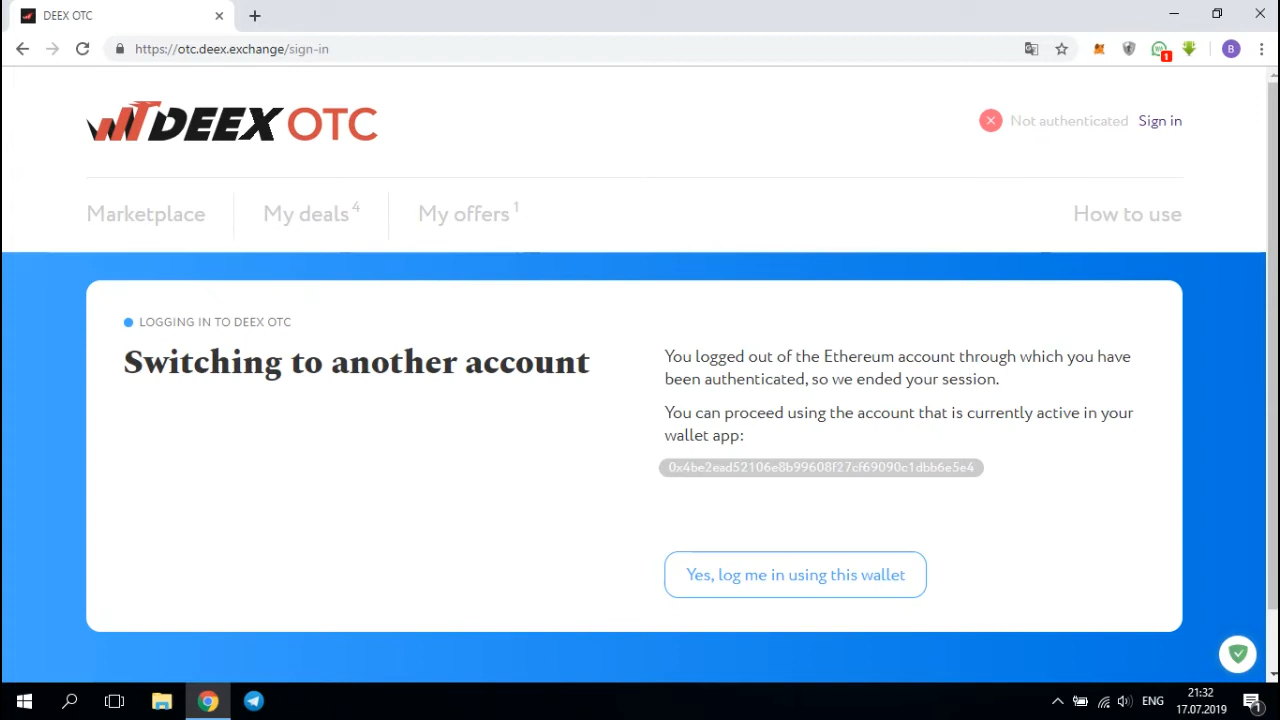 DEEX OTC
https://otc.deex.exchange/sign-in
1
B
DEEX OTC
Not authenticated Sign in
Marketplace
My deals 4
My offers 1
How to use
LOGGING IN TO DEEX OTC
Switching to another account
You logged out of the Ethereum account through which you have
been authenticated, so we ended your session.
You can proceed using the account that is currently active in your
wallet app:
0x4be2ead52106e8b99608f27cf69090c1dbb6e5e4
Yes, log me in using this wallet
ENG
21:32
17.07.2019
1